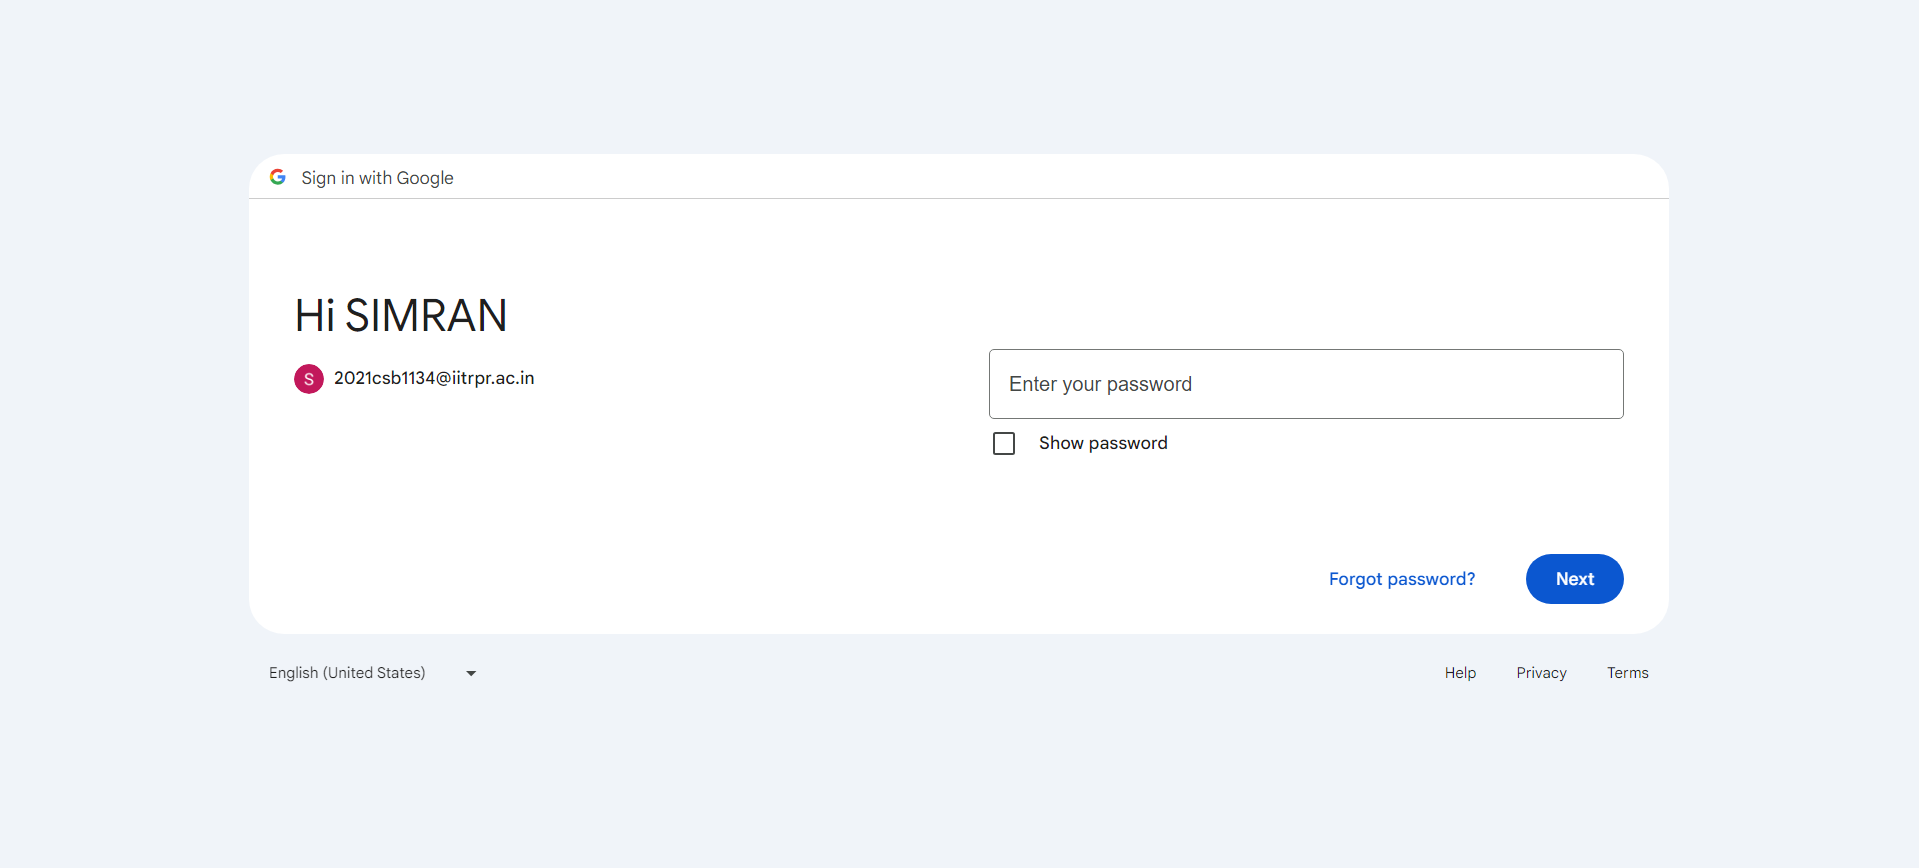 Sign in with Google
Hi SIMRAN
S 2021csb1134@iitrpr.ac.in
Enter your password
Show password
Forgot password?
Next
English (United States)
Help
Privacy
Terms